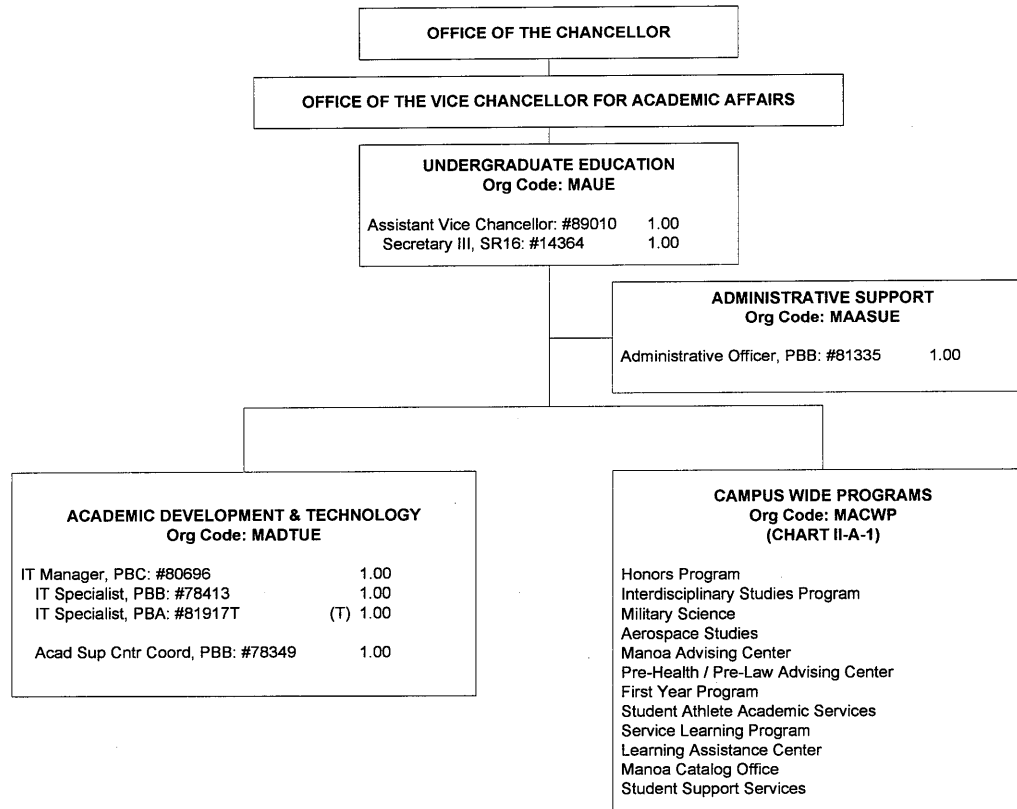 OFFICE OF THE CHANCELLOR
OFFICE OF THE VICE CHANCELLOR FOR ACADEMIC AFFAIRS
UNDERGRADUATE EDUCATION
Org Code: MAUE
Assistant Vice Chancellor: #89010 1.00
Secretary III, SR16: #14364 1.00
ADMINISTRATIVE SUPPORT
Org Code: MAASUE
Administrative Officer, PBB: #81335 1.00
ACADEMIC DEVELOPMENT & TECHNOLOGY
Org Code: MADTUE
IT Manager, PBC: #80696 1.00
IT Specialist, PBB: #78413 1.00
IT Specialist, PBA: #81917T (T) 1.00
Acad Sup Cntr Coord, PBB: #78349 1.00
CAMPUS WIDE PROGRAMS
Org Code: MACWP
(CHART II-A-1)
Honors Program
Interdisciplinary Studies Program
Military Science
Aerospace Studies
Manoa Advising Center
Pre-Health / Pre-Law Advising Center
First Year Program
Student Athlete Academic Services
Service Learning Program
Learning Assistance Center
Manoa Catalog Office
Student Support Services